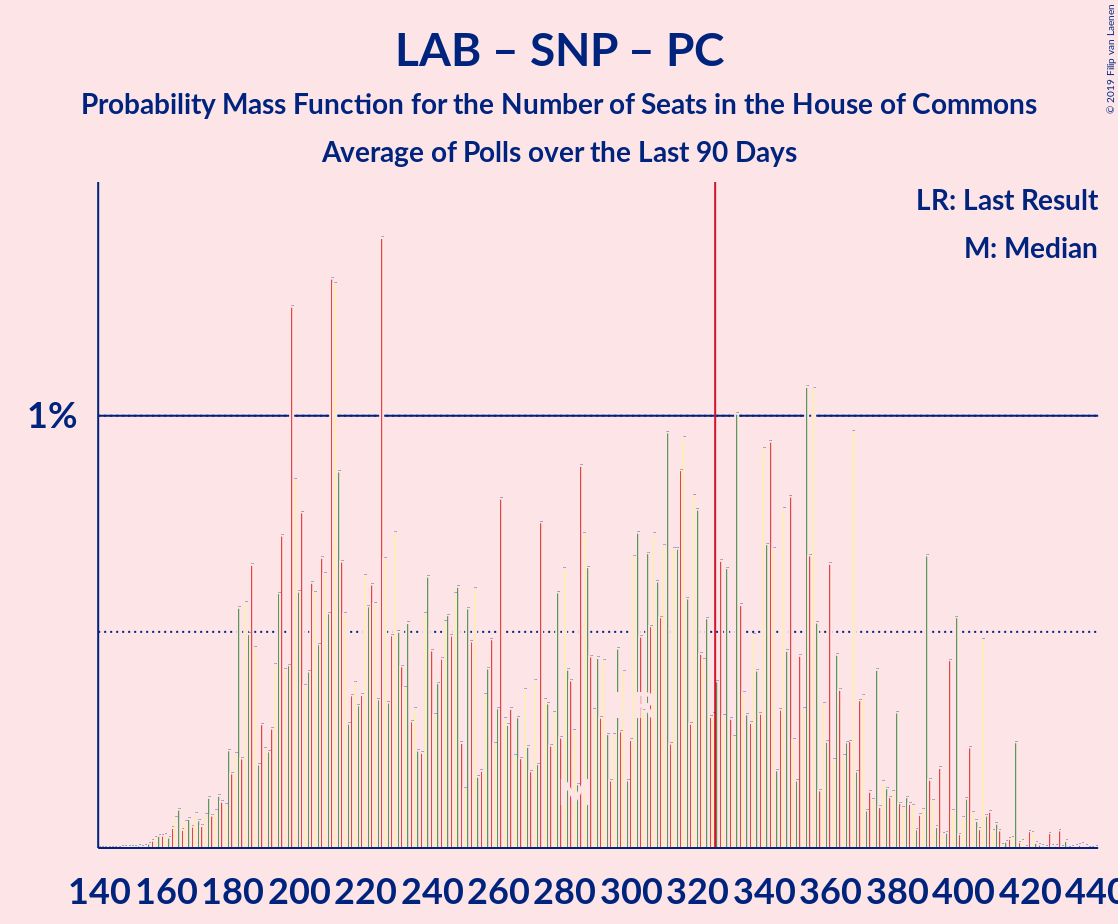 LAB – SNP – PC
Probability Mass Function for the Number of Seats in the House of Commons
Average of Polls over the Last 90 Days
© 2019 Filip van Laenen
LR: Last Result
M: Median
1%
LR
M
140 160 180 200 220 240 260 280 300 320 340 360 380 400 420 440